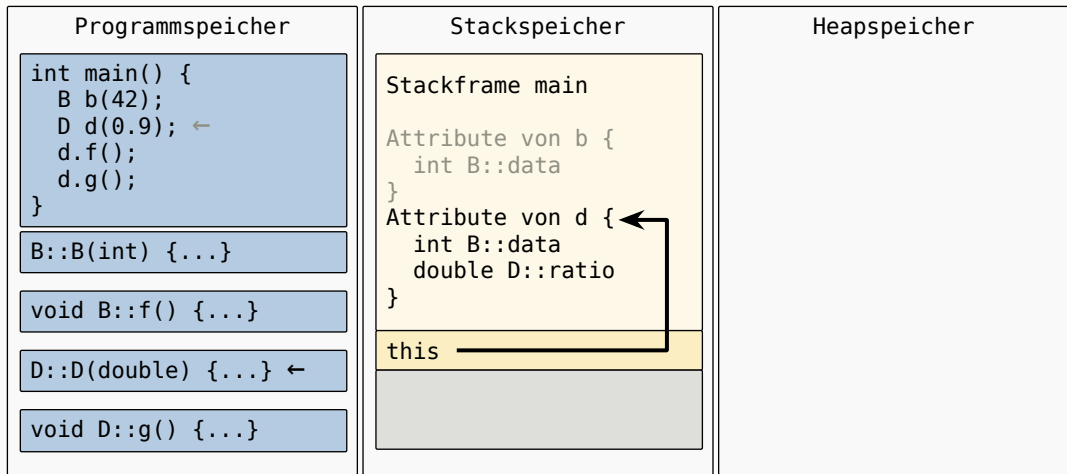 Programmspeicher
int main() {
  B b(42);
  D d(0.9); ←
  d.f();
  d.g();
}
B::B(int) {...}
void B::f() {...}
D::D(double) {...} ←
void D::g() {...}
Stackspeicher
Stackframe main
Attribute von b {
  int B::data
}
Attribute von d {
  int B::data
  double D::ratio
}
this
Heapspeicher